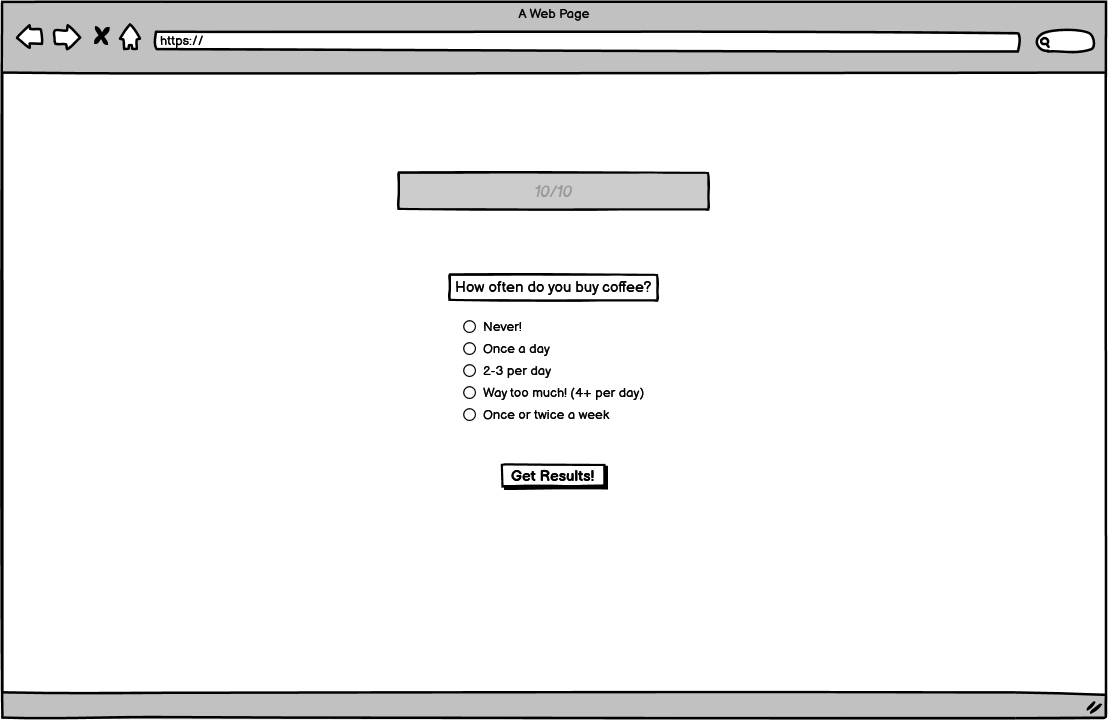 A Web Page
https://
10/10
How often do you buy coffee?
Never!
Once a day
2-3 per day
Way too much! (4+ per day)
Once or twice a week
Get Results!